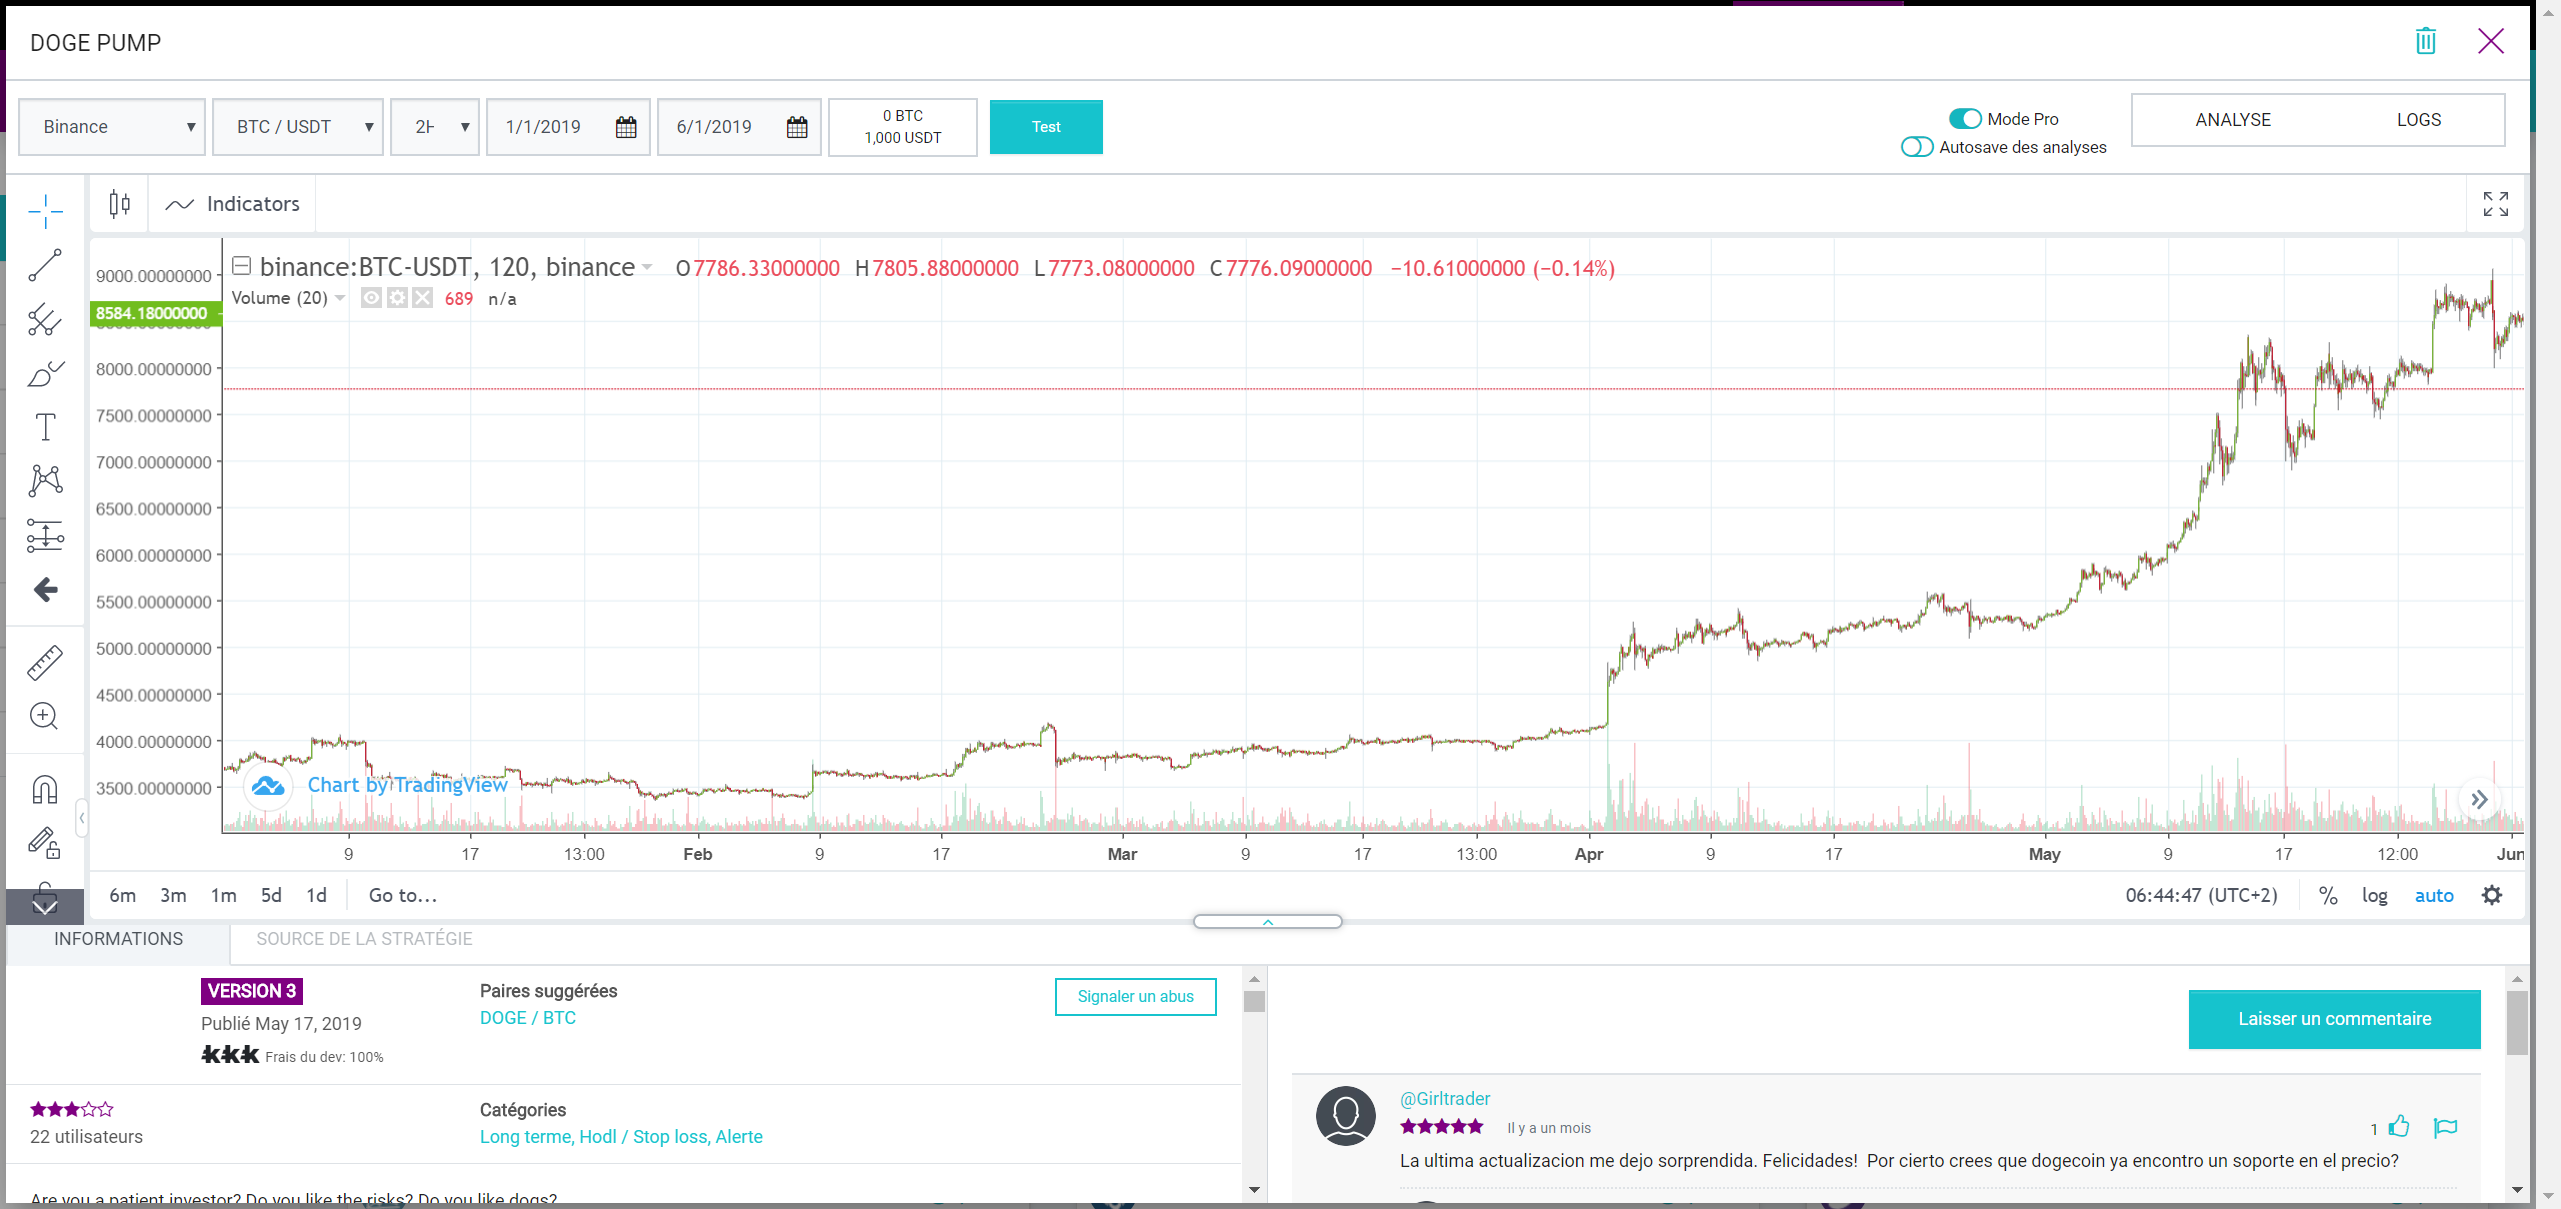 DOGE PUMP
Binance
BTC / USDT
2H
1/1/2019
6/1/2019
0 BTC
1,000 USDT
Test
Mode Pro
Autosave des analyses
ANALYSE
LOGS
Indicators
binance:BTC-USDT, 120, binance
O7786.33000000 H7805.88000000 L7773.08000000 C7776.09000000 −10.61000000 (−0.14%)
Volume (20)
689 n/a
9000.00000000
8584.18000000
8000.00000000
7500.00000000
7000.00000000
6500.00000000
6000.00000000
5500.00000000
5000.00000000
4500.00000000
4000.00000000
3500.00000000
Chart by TradingView
9 17 13:00 Feb 9 17 Mar 9 17 13:00 Apr 9 17 May 9 17 12:00 Jun
6m 3m 1m 5d 1d Go to...
06:44:47 (UTC+2) % log auto
INFORMATIONS
SOURCE DE LA STRATÉGIE
VERSION 3
Publié May 17, 2019
Frais du dev: 100%
Paires suggérées
DOGE / BTC
Signaler un abus
22 utilisateurs
Catégories
Long terme, Hodl / Stop loss, Alerte
Are you a patient investor? Do you like the risks? Do you like dogs?
Laisser un commentaire
@Girltrader
Il y a un mois
1
La ultima actualizacion me dejo sorprendida. Felicidades! Por cierto crees que dogecoin ya encontro un soporte en el precio?